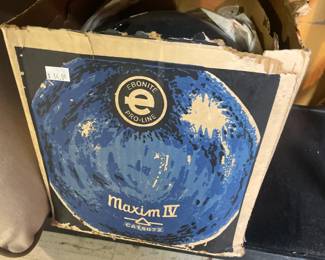 EBONITE
e
PRO-LINE
Maxim IV